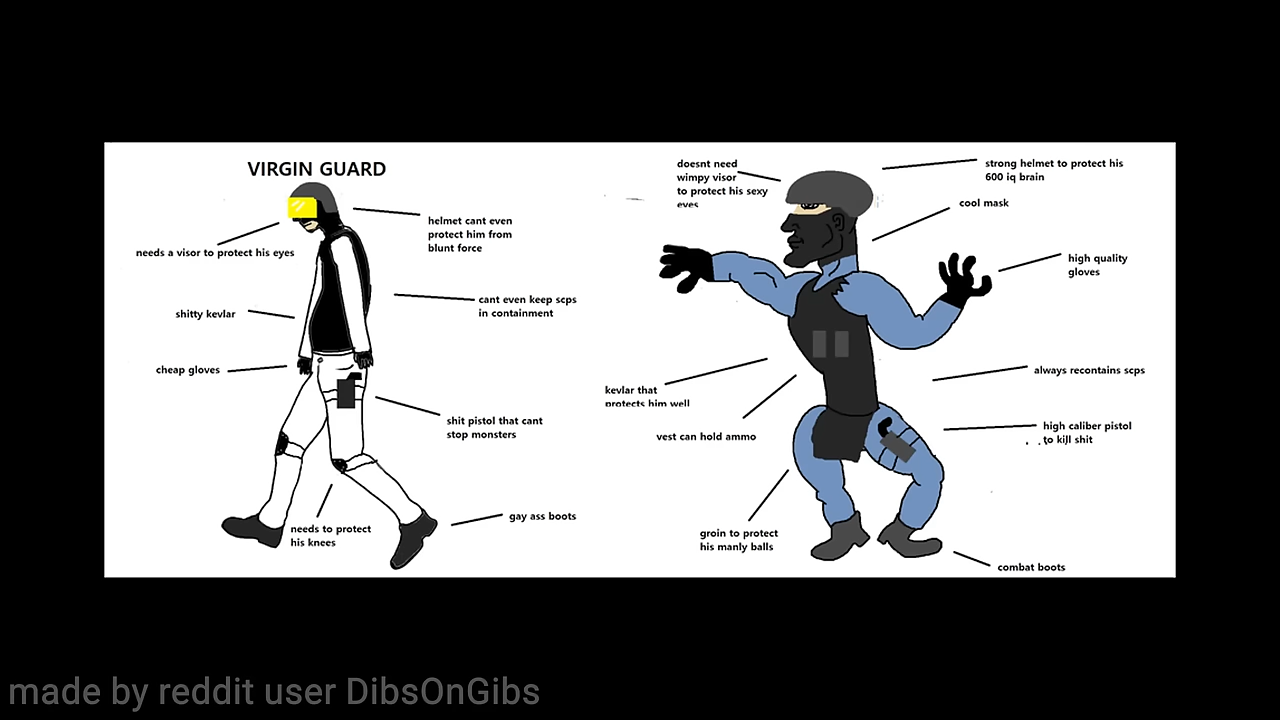 VIRGIN GUARD
needs a visor to protect his eyes
helmet cant even
protect him from
blunt force
cant even keep scps
in containment
shitty kevlar
cheap gloves
shit pistol that cant
stop monsters
needs to protect
his knees
gay ass boots
doesnt need
wimpy visor
to protect his sexy
eyes
strong helmet to protect his
600 iq brain
cool mask
high quality
gloves
kevlar that
protects him well
always recontains scps
vest can hold ammo
high caliber pistol
to kill shit
groin to protect
his manly balls
combat boots
made by reddit user DibsOnGibs